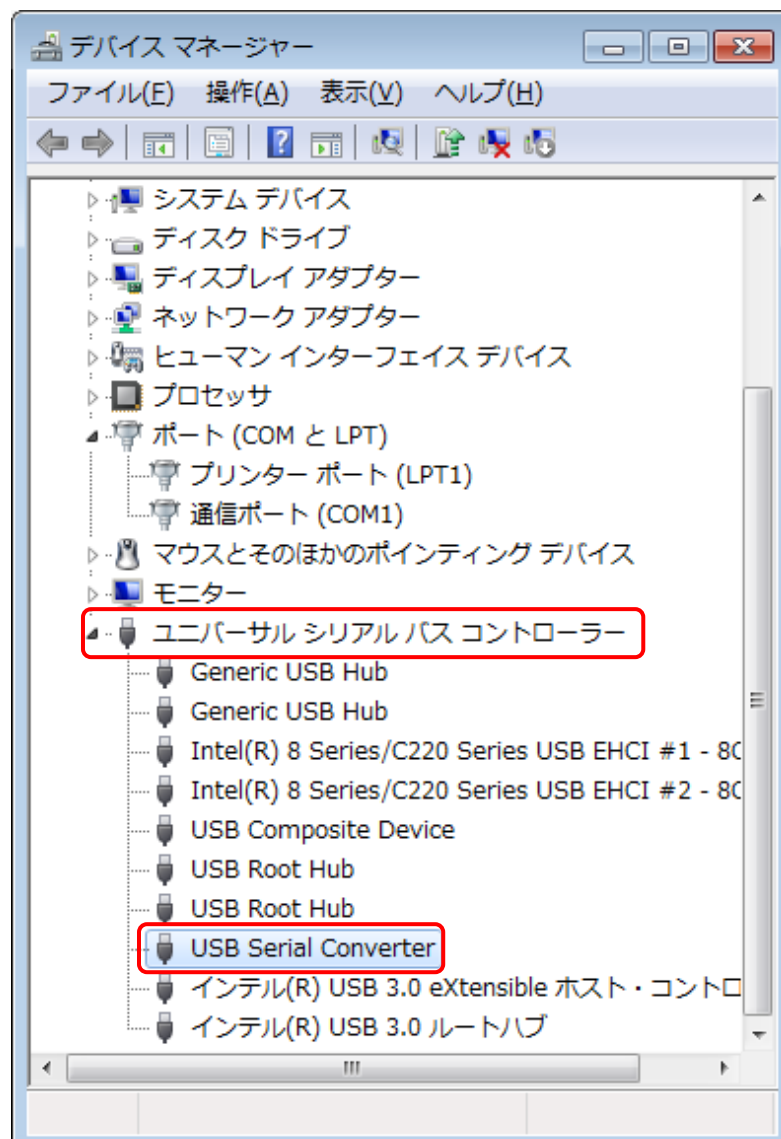 デバイス マネージャー
ファイル(F) 操作(A) 表示(V) ヘルプ(H)
システム デバイス
ディスク ドライブ
ディスプレイ アダプター
ネットワーク アダプター
ヒューマン インターフェイス デバイス
プロセッサ
ポート (COM と LPT)
プリンター ポート (LPT1)
通信ポート (COM1)
マウスとそのほかのポインティング デバイス
モニター
ユニバーサル シリアル バス コントローラー
Generic USB Hub
Generic USB Hub
Intel(R) 8 Series/C220 Series USB EHCI #1 - 8C
Intel(R) 8 Series/C220 Series USB EHCI #2 - 8C
USB Composite Device
USB Root Hub
USB Root Hub
USB Serial Converter
インテル(R) USB 3.0 eXtensible ホスト・コントロ
インテル(R) USB 3.0 ルートハブ